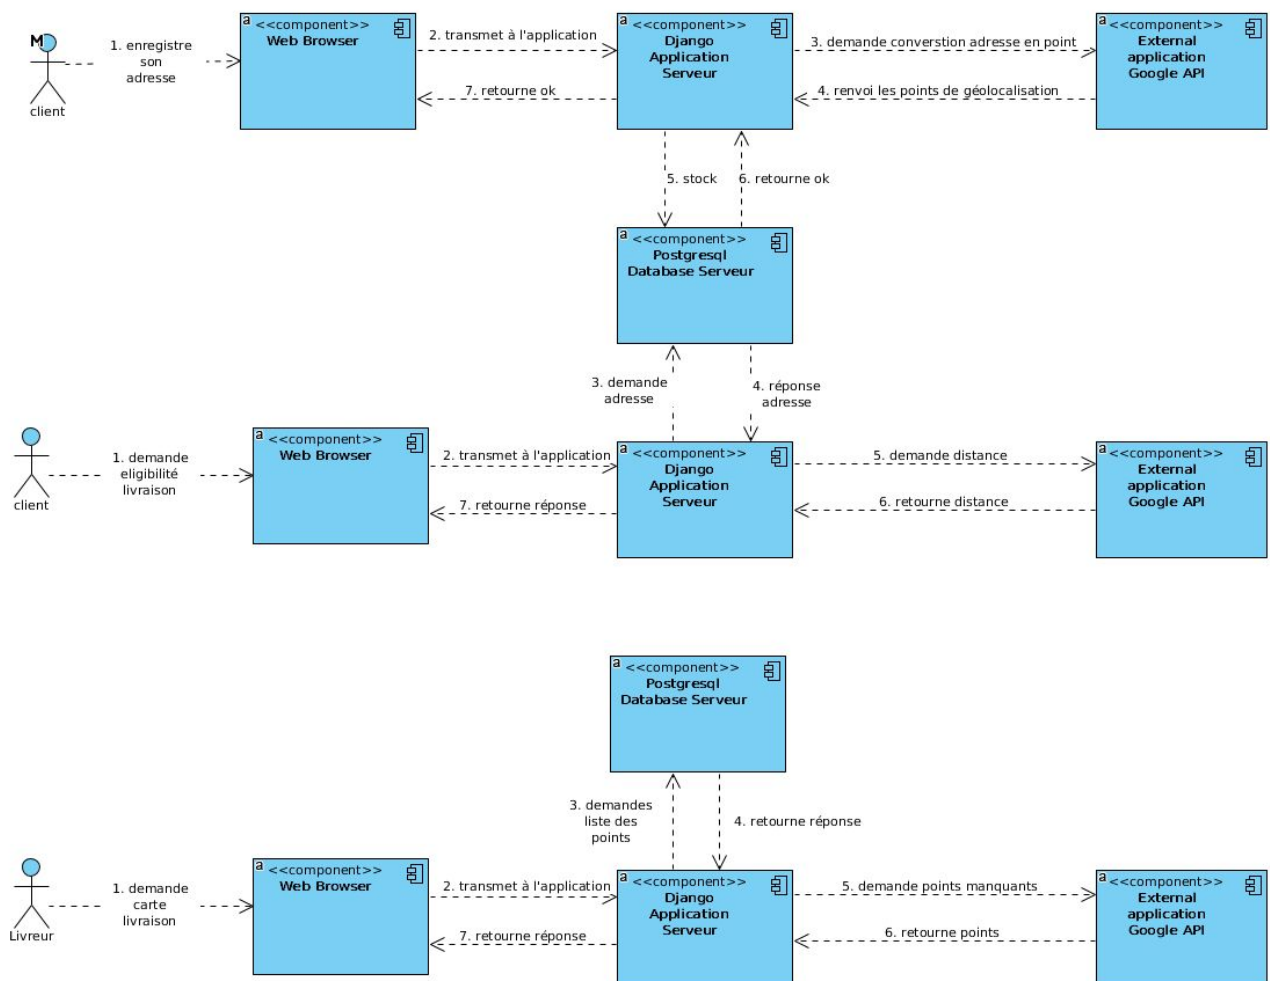 a <<component>>
Web Browser
a <<component>>
Django
Application
Serveur
a <<component>>
External
application
Google API
M
client
1. enregistre
son
adresse
2. transmet à l'application
7. retourne ok
3. demande converstion adresse en point
4. renvoi les points de géolocalisation
5. stock
6. retourne ok
a <<component>>
Postgresql
Database Serveur
3. demande
adresse
4. réponse
adresse
client
1. demande
eligibilité
livraison
a <<component>>
Web Browser
2. transmet à l'application
7. retourne réponse
a <<component>>
Django
Application
Serveur
5. demande distance
6. retourne distance
a <<component>>
External
application
Google API
a <<component>>
Postgresql
Database Serveur
3. demandes
liste des
points
4. retourne réponse
Livreur
1. demande
carte
livraison
a <<component>>
Web Browser
2. transmet à l'application
7. retourne réponse
a <<component>>
Django
Application
Serveur
5. demande points manquants
6. retourne points
a <<component>>
External
application
Google API